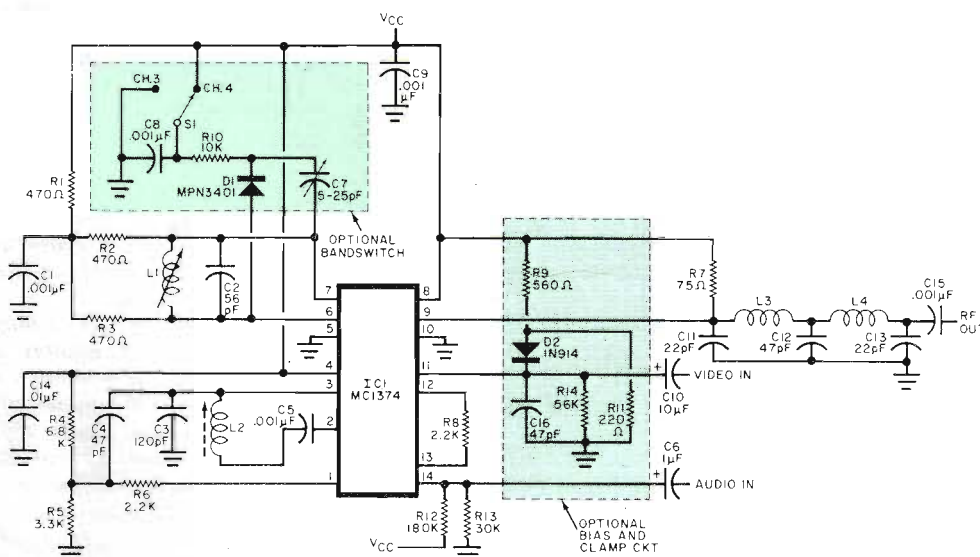 VCC
CH.3
CH.4
S1
C8
.001µF
R10
10K
D1
MPN3401
C7
5-25pF
C9
.001
µF
R1
470Ω
OPTIONAL
BANDSWITCH
R2
470Ω
C1
.001µF
L1
C2
56
pF
R3
470Ω
7
6
5
4
3
2
1
8
9
10
11
12
13
14
IC1
MC1374
R9
560Ω
R7
75Ω
L3
L4
C15
.001µF
RF
OUT
C11
22pF
C12
47pF
C13
22pF
D2
1N914
C14
.01µF
R4
6.8
K
C4
47
pF
C3
120pF
L2
C5
.001µF
R8
2.2K
C16
47pF
R14
56K
R11
220
Ω
+
VIDEO IN
C10
10µF
C6
1µF
+
AUDIO IN
R5
3.3K
R6
2.2K
R12
180K
R13
30K
VCC
OPTIONAL
BIAS AND
CLAMP CKT